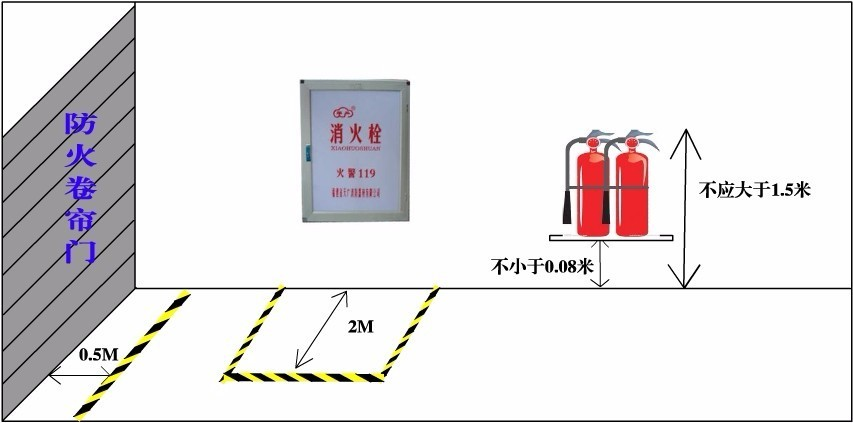 防火卷帘门
消火栓
XIAOHUOSHUAN
火警119
不应大于1.5米
不小于0.08米
2M
0.5M